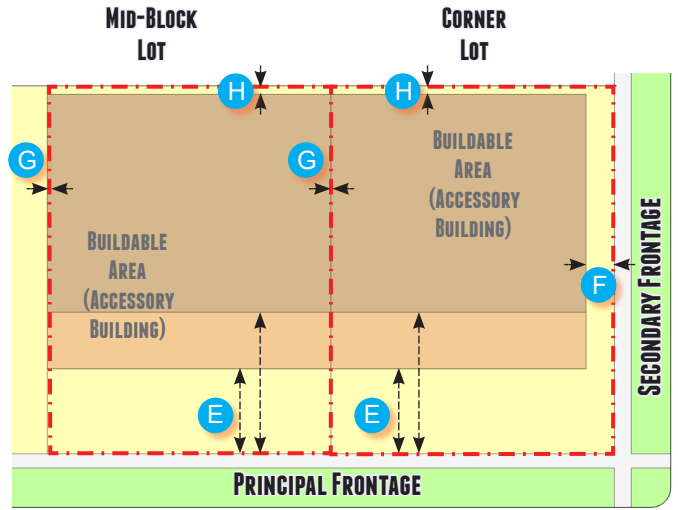 Mid-Block
Lot
Corner
Lot
H
H
G
G
Buildable
Area
(Accessory
Building)
Buildable
Area
(Accessory
Building)
F
E
E
Secondary Frontage
Principal Frontage